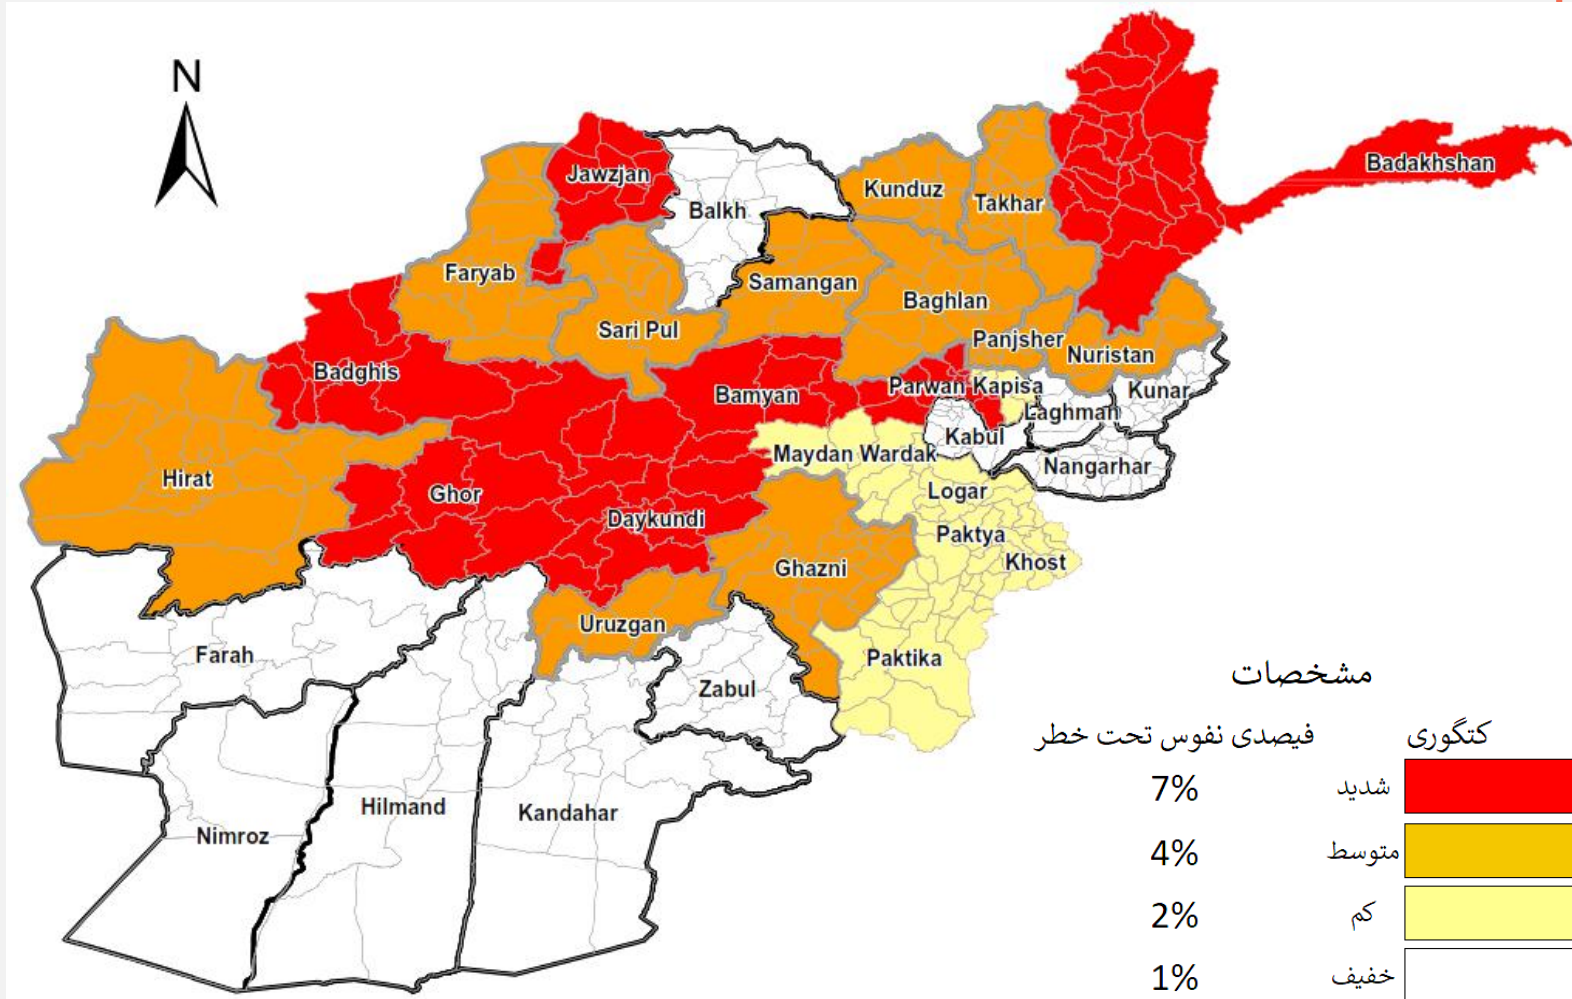 N
Jawzjan
Badakhshan
Balkh
Kunduz
Takhar
Faryab
Samangan
Baghlan
Sari Pul
Panjsher
Nuristan
Badghis
Bamyan
Parwan Kapisa
Kunar
Laghman
Kabul
Maydan Wardak
Nangarhar
Hirat
Ghor
Logar
Daykundi
Paktya
Khost
Ghazni
Uruzgan
Farah
Paktika
Zabul
Hilmand
Kandahar
Nimroz
مشخصات
کتگوری فیصدی نفوس تحت خطر
شدید 7%
متوسط 4%
کم 2%
خفیف 1%